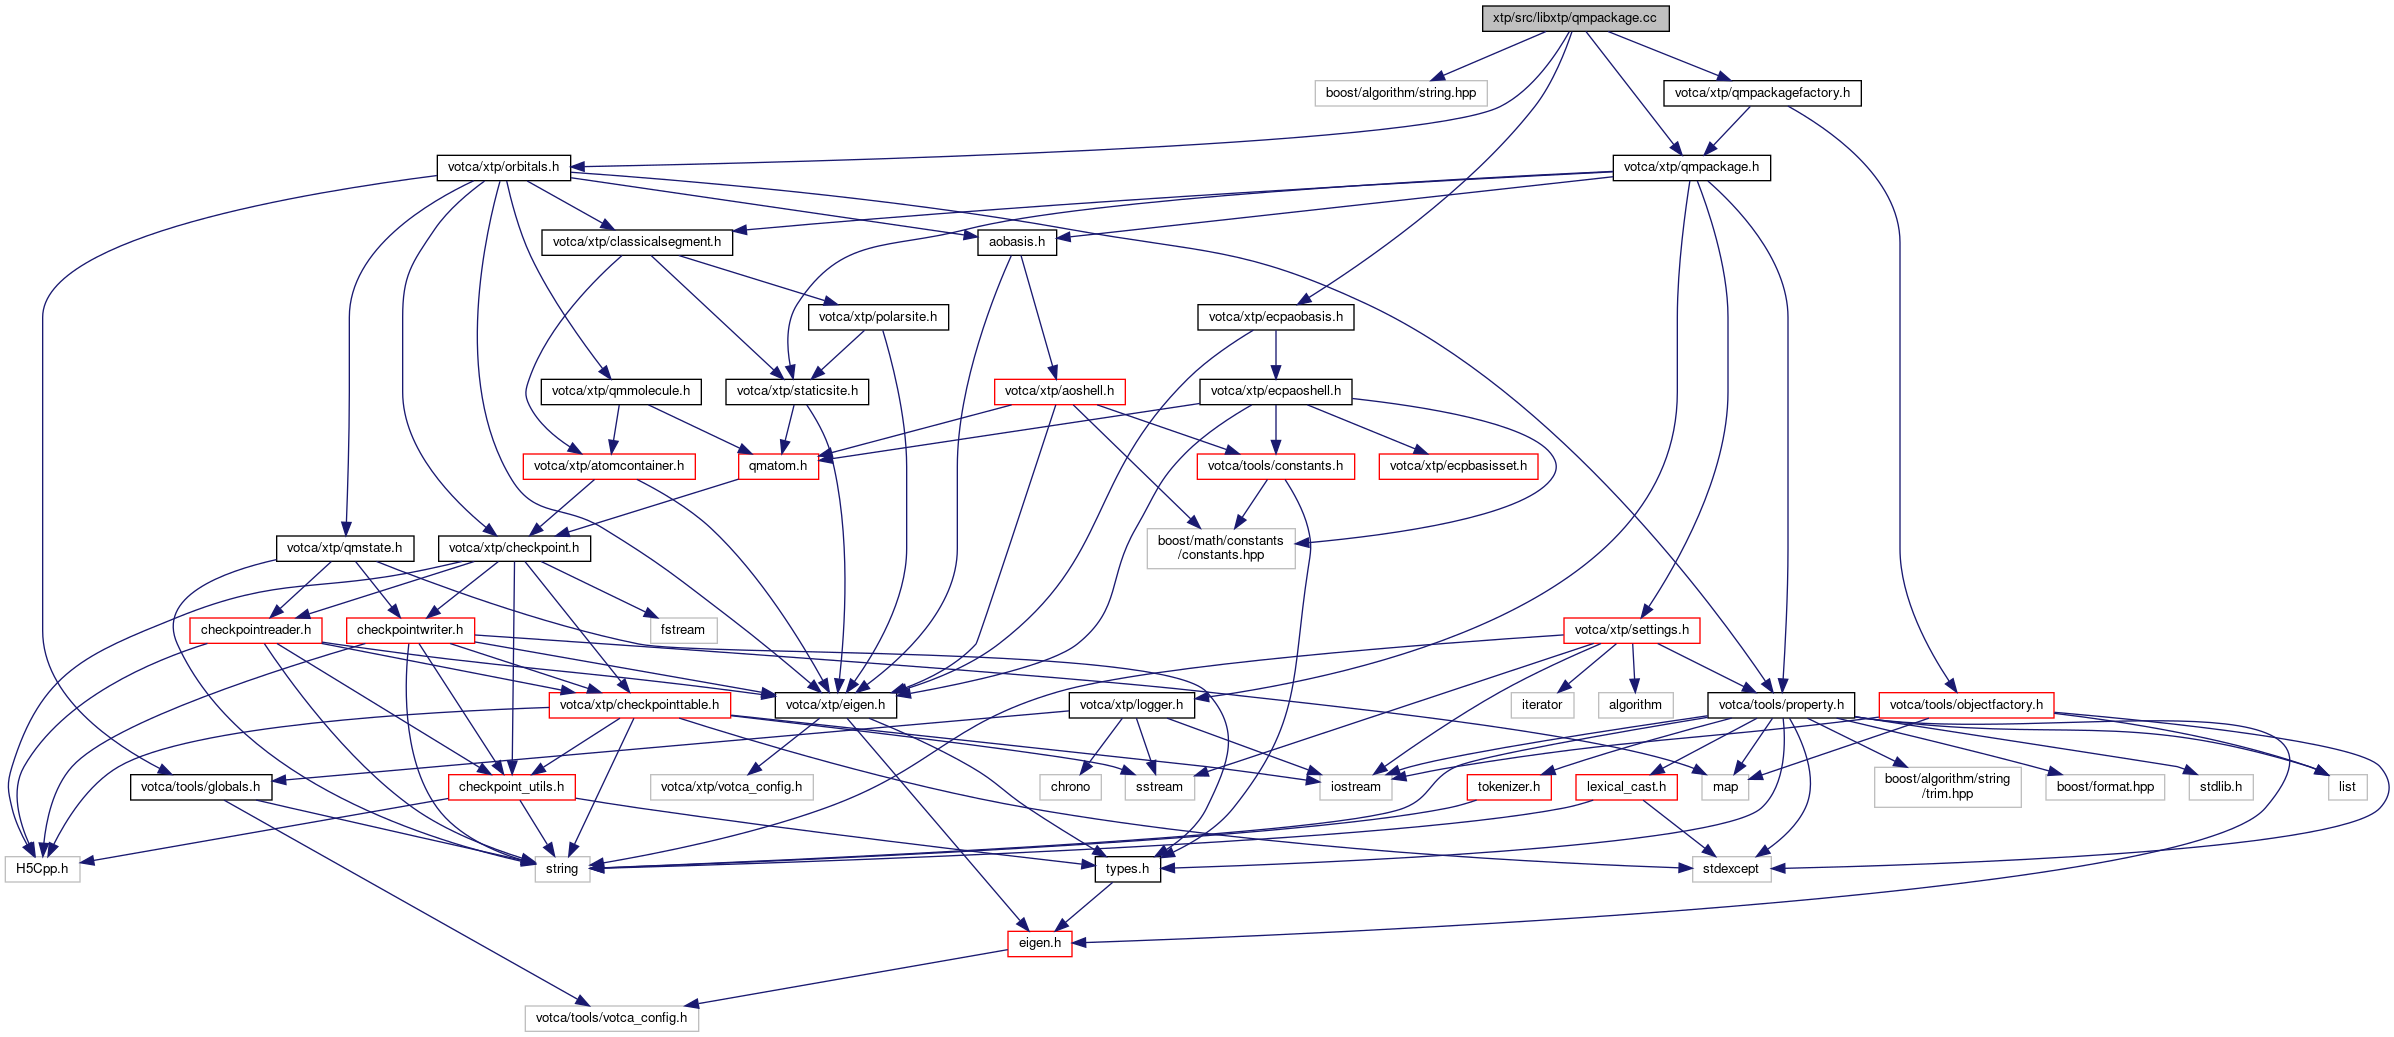 xtp/src/libxtp/qmpackage.cc
boost/algorithm/string.hpp
votca/xtp/qmpackagefactory.h
votca/xtp/orbitals.h
votca/xtp/qmpackage.h
votca/xtp/classicalsegment.h
aobasis.h
votca/xtp/polarsite.h
votca/xtp/ecpaobasis.h
votca/xtp/qmmolecule.h
votca/xtp/staticsite.h
votca/xtp/aoshell.h
votca/xtp/ecpaoshell.h
votca/xtp/atomcontainer.h
qmatom.h
votca/tools/constants.h
votca/xtp/ecpbasisset.h
votca/xtp/qmstate.h
votca/xtp/checkpoint.h
boost/math/constants
/constants.hpp
checkpointreader.h
checkpointwriter.h
fstream
votca/xtp/settings.h
votca/xtp/checkpointtable.h
votca/xtp/eigen.h
votca/xtp/logger.h
iterator
algorithm
votca/tools/property.h
votca/tools/objectfactory.h
votca/tools/globals.h
checkpoint_utils.h
votca/xtp/votca_config.h
chrono
sstream
iostream
tokenizer.h
lexical_cast.h
map
boost/algorithm/string
/trim.hpp
boost/format.hpp
stdlib.h
list
H5Cpp.h
string
types.h
stdexcept
eigen.h
votca/tools/votca_config.h